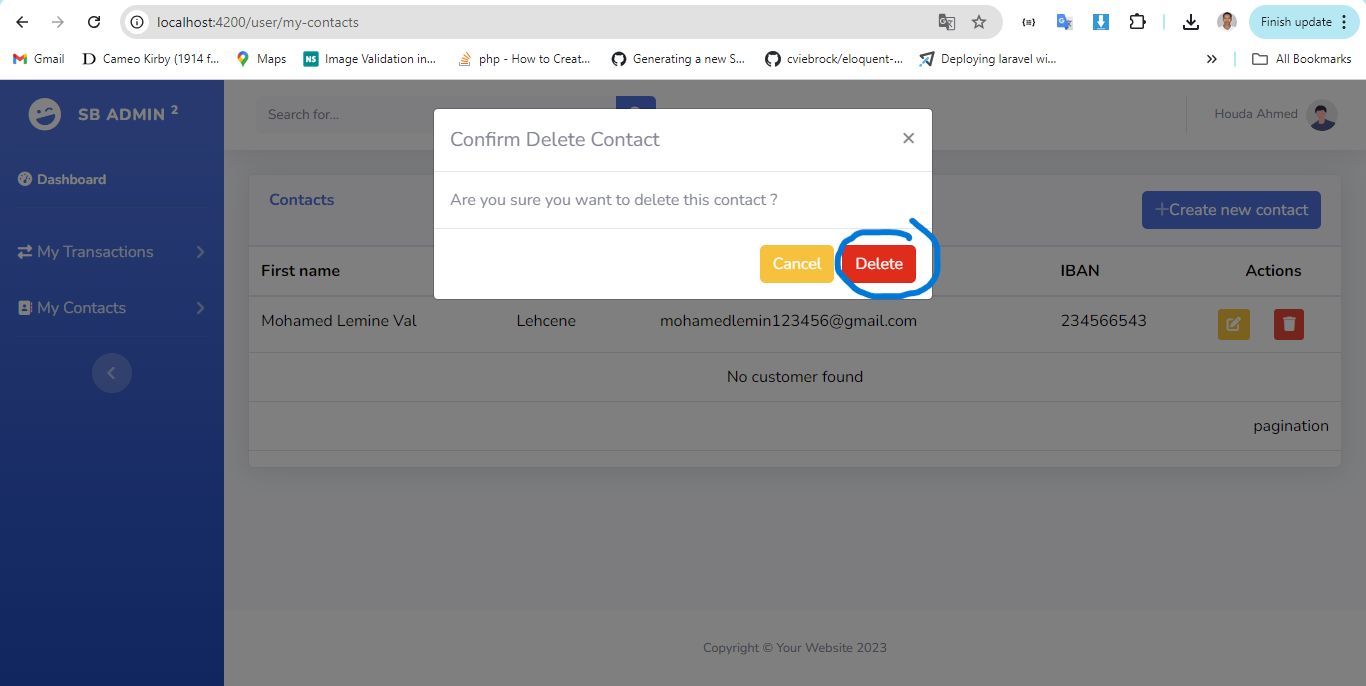 localhost:4200/user/my-contacts
Finish update
Gmail
Cameo Kirby (1914 f...
Maps
NS Image Validation in...
php - How to Creat...
Generating a new S...
cviebrock/eloquent-...
Deploying laravel wi...
All Bookmarks
SB ADMIN 2
Search for...
Houda Ahmed
Dashboard
My Transactions
My Contacts
Confirm Delete Contact
Are you sure you want to delete this contact ?
Cancel
Delete
Contacts
+Create new contact
First name
IBAN
Actions
Mohamed Lemine Val
Lehcene
mohamedlemin123456@gmail.com
234566543
No customer found
pagination
Copyright © Your Website 2023